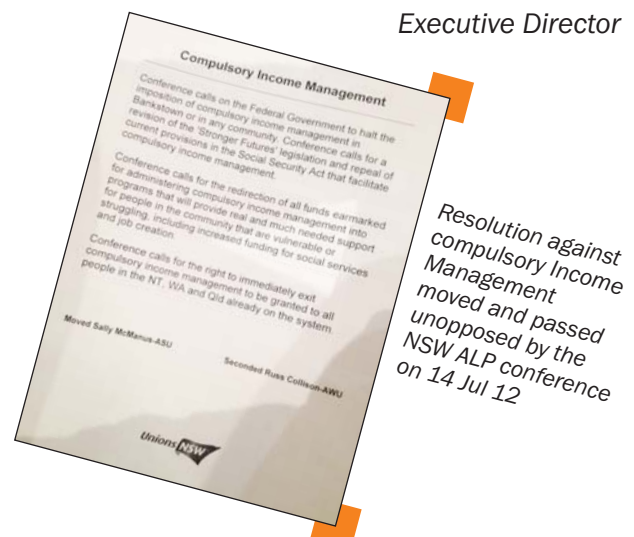 Executive Director
Compulsory Income Management
Conference calls on the Federal Government to halt the
imposition of compulsory income management in
Bankstown or in any community. Conference calls for a
revision of the 'Stronger Futures' legislation and repeal of
current provisions in the Social Security Act that facilitate
compulsory income management.
Conference calls for the redirection of all funds earmarked
for administering compulsory income management into
programs that will provide real and much needed support
for people in the community that are vulnerable or
struggling, including increased funding for social services
and job creation.
Conference calls for the right to immediately exit
compulsory income management to be granted to all
people in the NT, WA and Qld already on the system.
Moved Sally McManus-ASU
Seconded Russ Collison-AWU
Unions NSW
Resolution against
compulsory Income
Management
moved and passed
unopposed by the
NSW ALP conference
on 14 Jul 12